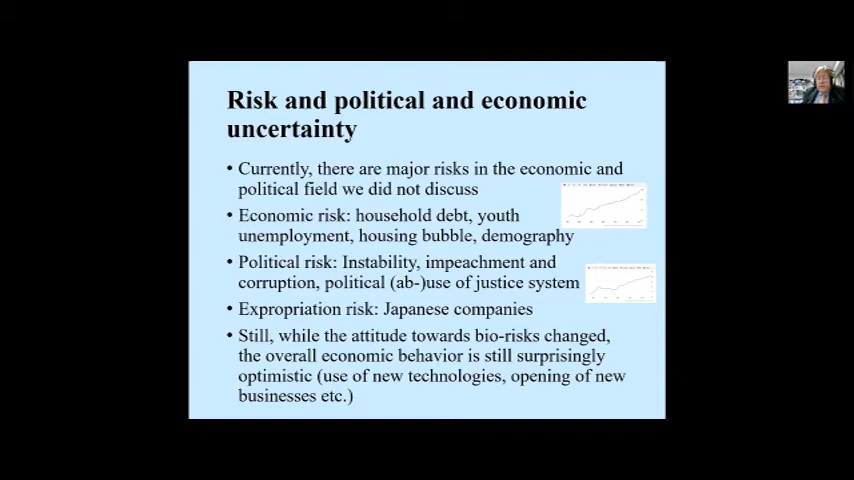 Risk and political and economic
uncertainty
• Currently, there are major risks in the economic and
political field we did not discuss
• Economic risk: household debt, youth
unemployment, housing bubble, demography
• Political risk: Instability, impeachment and
corruption, political (ab-)use of justice system
• Expropriation risk: Japanese companies
• Still, while the attitude towards bio-risks changed,
the overall economic behavior is still surprisingly
optimistic (use of new technologies, opening of new
businesses etc.)